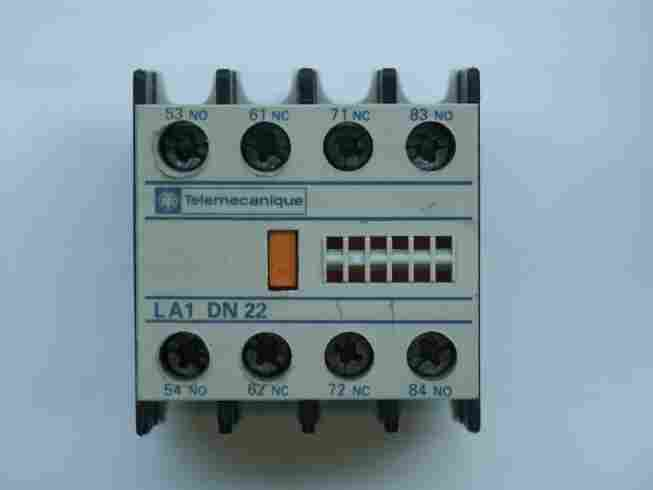 53 NO 61 NC 71 NC 83 NO
Telemecanique
LA1 DN 22
54 NO 62 NC 72 NC 84 NO